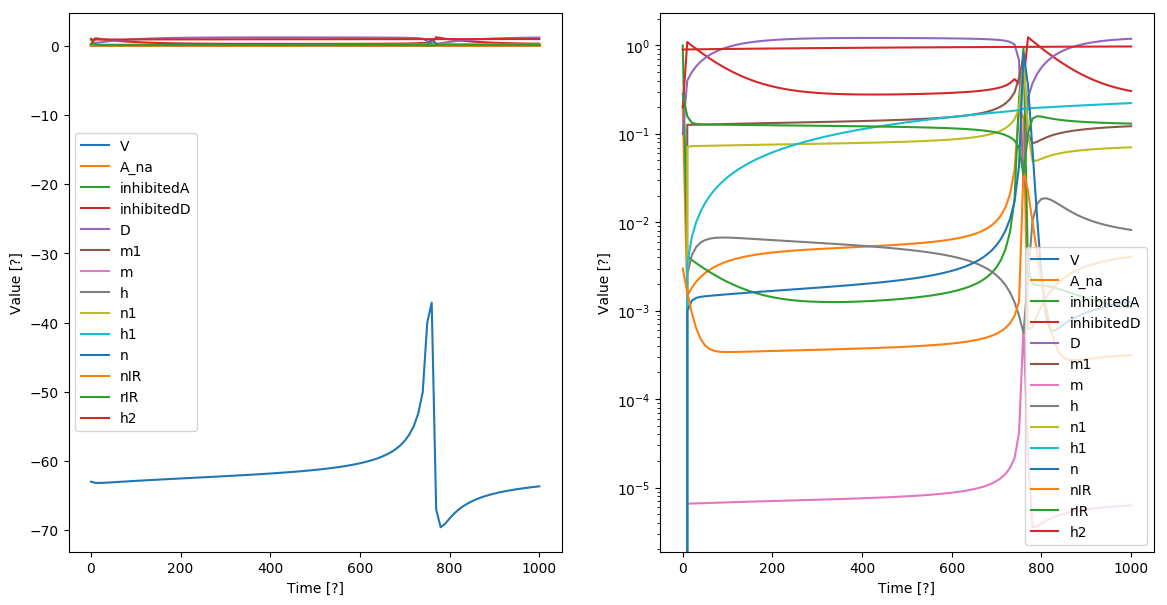 0
−10
−20
−30
−40
−50
−60
−70
0
200
400
600
800
1000
Value [?]
Time [?]
V
A_na
inhibitedA
inhibitedD
D
m1
m
h
n1
h1
n
nIR
rIR
h2
10⁰
10⁻¹
10⁻²
10⁻³
10⁻⁴
10⁻⁵
0
200
400
600
800
1000
Value [?]
Time [?]
V
A_na
inhibitedA
inhibitedD
D
m1
m
h
n1
h1
n
nIR
rIR
h2